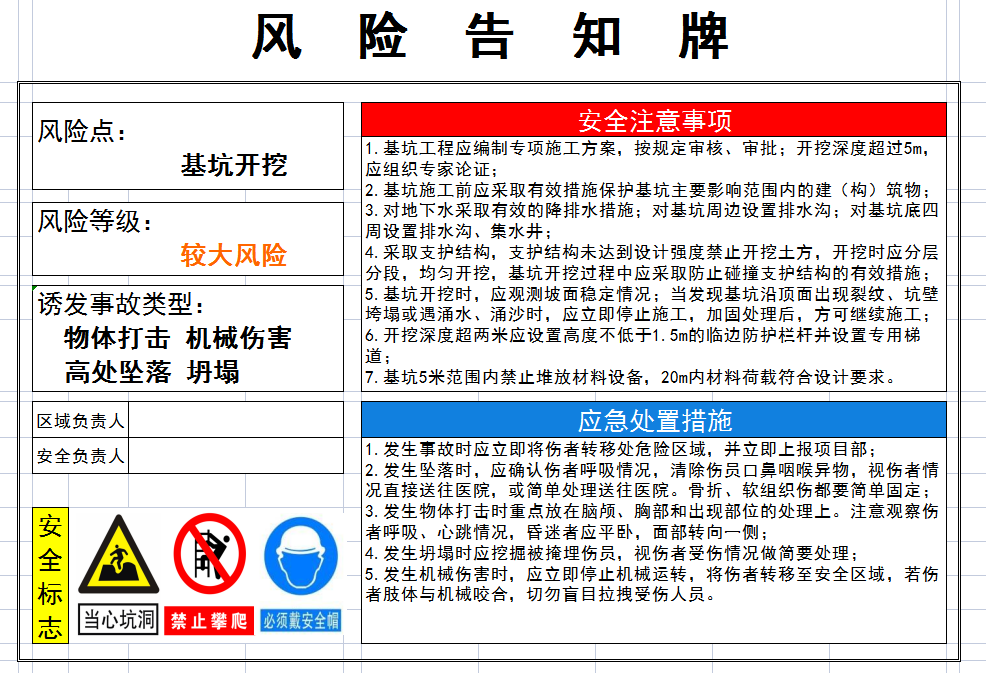 风险告知牌
风险点：
基坑开挖
风险等级：
较大风险
诱发事故类型：
物体打击 机械伤害
高处坠落 坍塌
区域负责人
安全负责人
安全标志
当心坑洞
禁止攀爬
必须戴安全帽
安全注意事项
1.基坑工程应编制专项施工方案，按规定审核、审批；开挖深度超过5m，
应组织专家论证；
2.基坑施工前应采取有效措施保护基坑主要影响范围内的建（构）筑物；
3.对地下水采取有效的降排水措施；对基坑周边设置排水沟；对基坑底四
周设置排水沟、集水井；
4.采取支护结构，支护结构未达到设计强度禁止开挖土方，开挖时应分层
分段，均匀开挖，基坑开挖过程中应采取防止碰撞支护结构的有效措施；
5.基坑开挖时，应观测坡面稳定情况；当发现基坑沿顶面出现裂纹、坑壁
垮塌或遇涌水、涌沙时，应立即停止施工，加固处理后，方可继续施工；
6.开挖深度超两米应设置高度不低于1.5m的临边防护栏杆并设置专用梯
道；
7.基坑5米范围内禁止堆放材料设备，20m内材料荷载符合设计要求。
应急处置措施
1.发生事故时应立即将伤者转移处危险区域，并立即上报项目部；
2.发生坠落时，应确认伤者呼吸情况，清除伤员口鼻咽喉异物，视伤者情
况直接送往医院，或简单处理送往医院。骨折、软组织伤都要简单固定；
3.发生物体打击时重点放在脑颅、胸部和出现部位的处理上。注意观察伤
者呼吸、心跳情况，昏迷者应平卧，面部转向一侧；
4.发生坍塌时应挖掘被掩埋伤员，视伤者受伤情况做简要处理；
5.发生机械伤害时，应立即停止机械运转，将伤者转移至安全区域，若伤
者肢体与机械咬合，切勿盲目拉拽受伤人员。